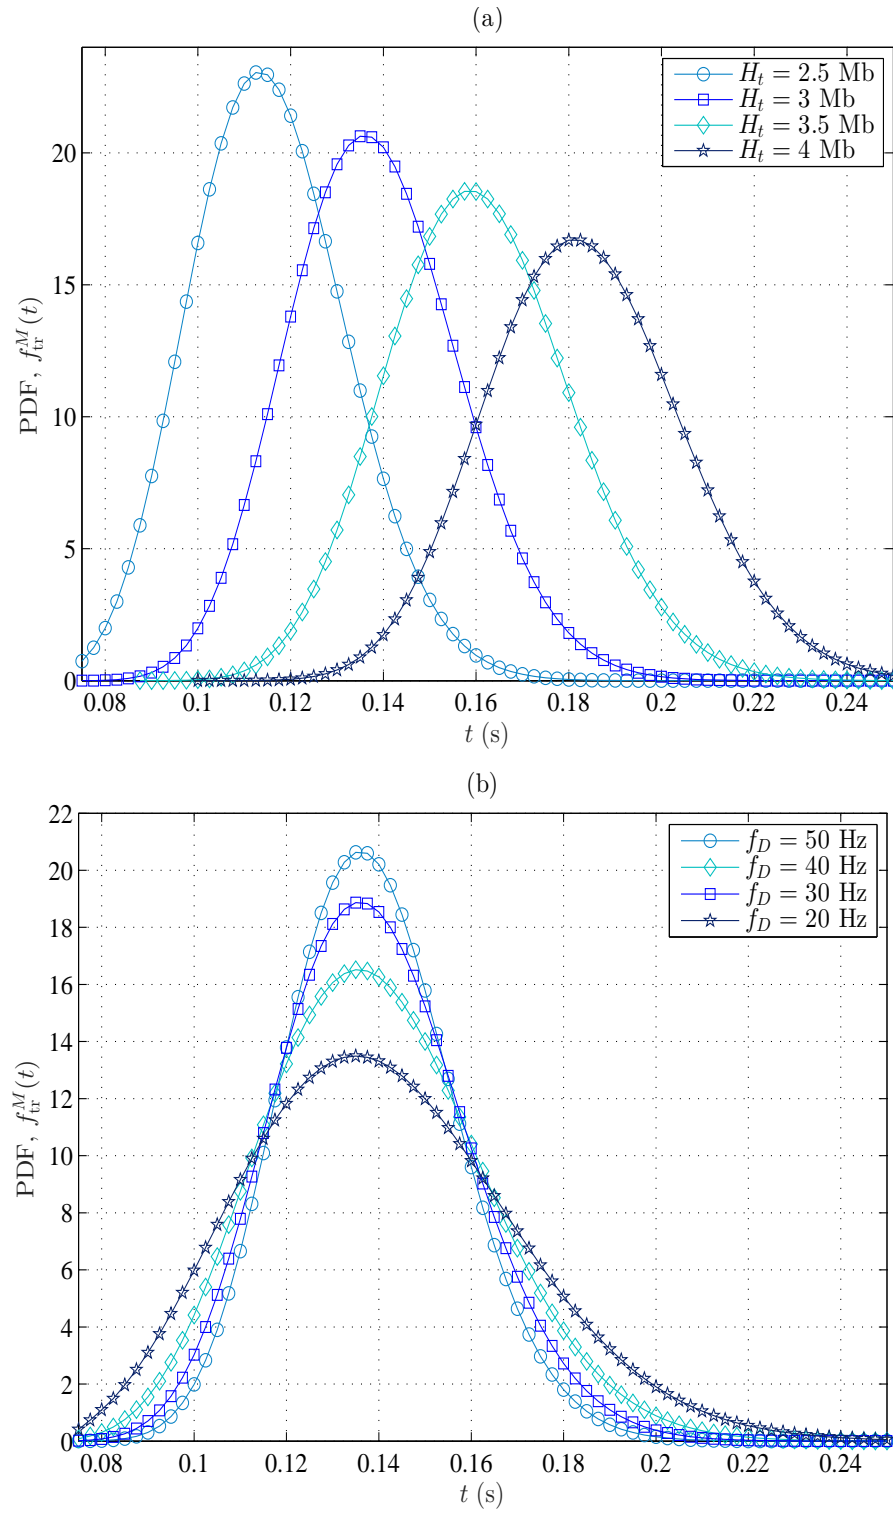 (a)
H_t = 2.5 Mb
H_t = 3 Mb
H_t = 3.5 Mb
H_t = 4 Mb
20
15
10
5
0
PDF, f_tr^M(t)
0.08 0.1 0.12 0.14 0.16 0.18 0.2 0.22 0.24
t (s)
(b)
f_D = 50 Hz
f_D = 40 Hz
f_D = 30 Hz
f_D = 20 Hz
22
20
18
16
14
12
10
8
6
4
2
0
PDF, f_tr^M(t)
0.08 0.1 0.12 0.14 0.16 0.18 0.2 0.22 0.24
t (s)